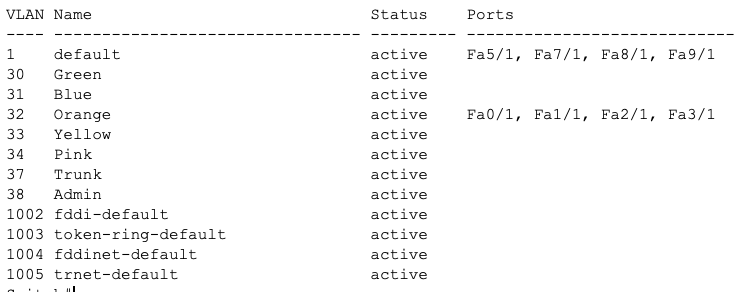 VLAN Name                             Status    Ports
---- -------------------------------- --------- ----------------------------
1    default                          active    Fa5/1, Fa7/1, Fa8/1, Fa9/1
30   Green                            active
31   Blue                             active
32   Orange                           active    Fa0/1, Fa1/1, Fa2/1, Fa3/1
33   Yellow                           active
34   Pink                             active
37   Trunk                            active
38   Admin                            active
1002 fddi-default                     active
1003 token-ring-default               active
1004 fddinet-default                  active
1005 trnet-default                    active